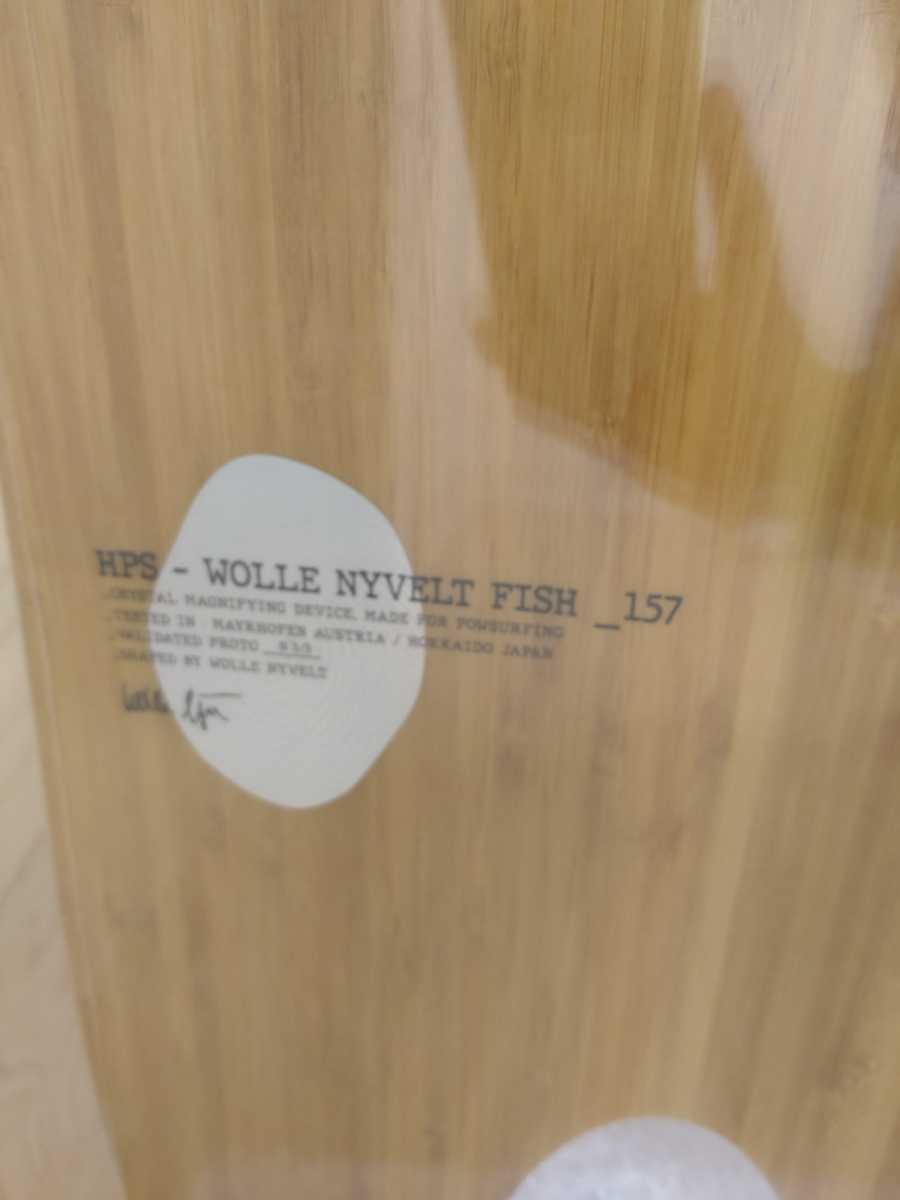 HPS - WOLLE NYVELT FISH _157
.CRYSTAL MAGNIFYING DEVICE, MADE FOR POWSURFING
.TESTED IN : MAYRHOFEN AUSTRIA / HOKKAIDO JAPAN
.VALIDATED PROTO
.SHAPED BY WOLLE NYVELT